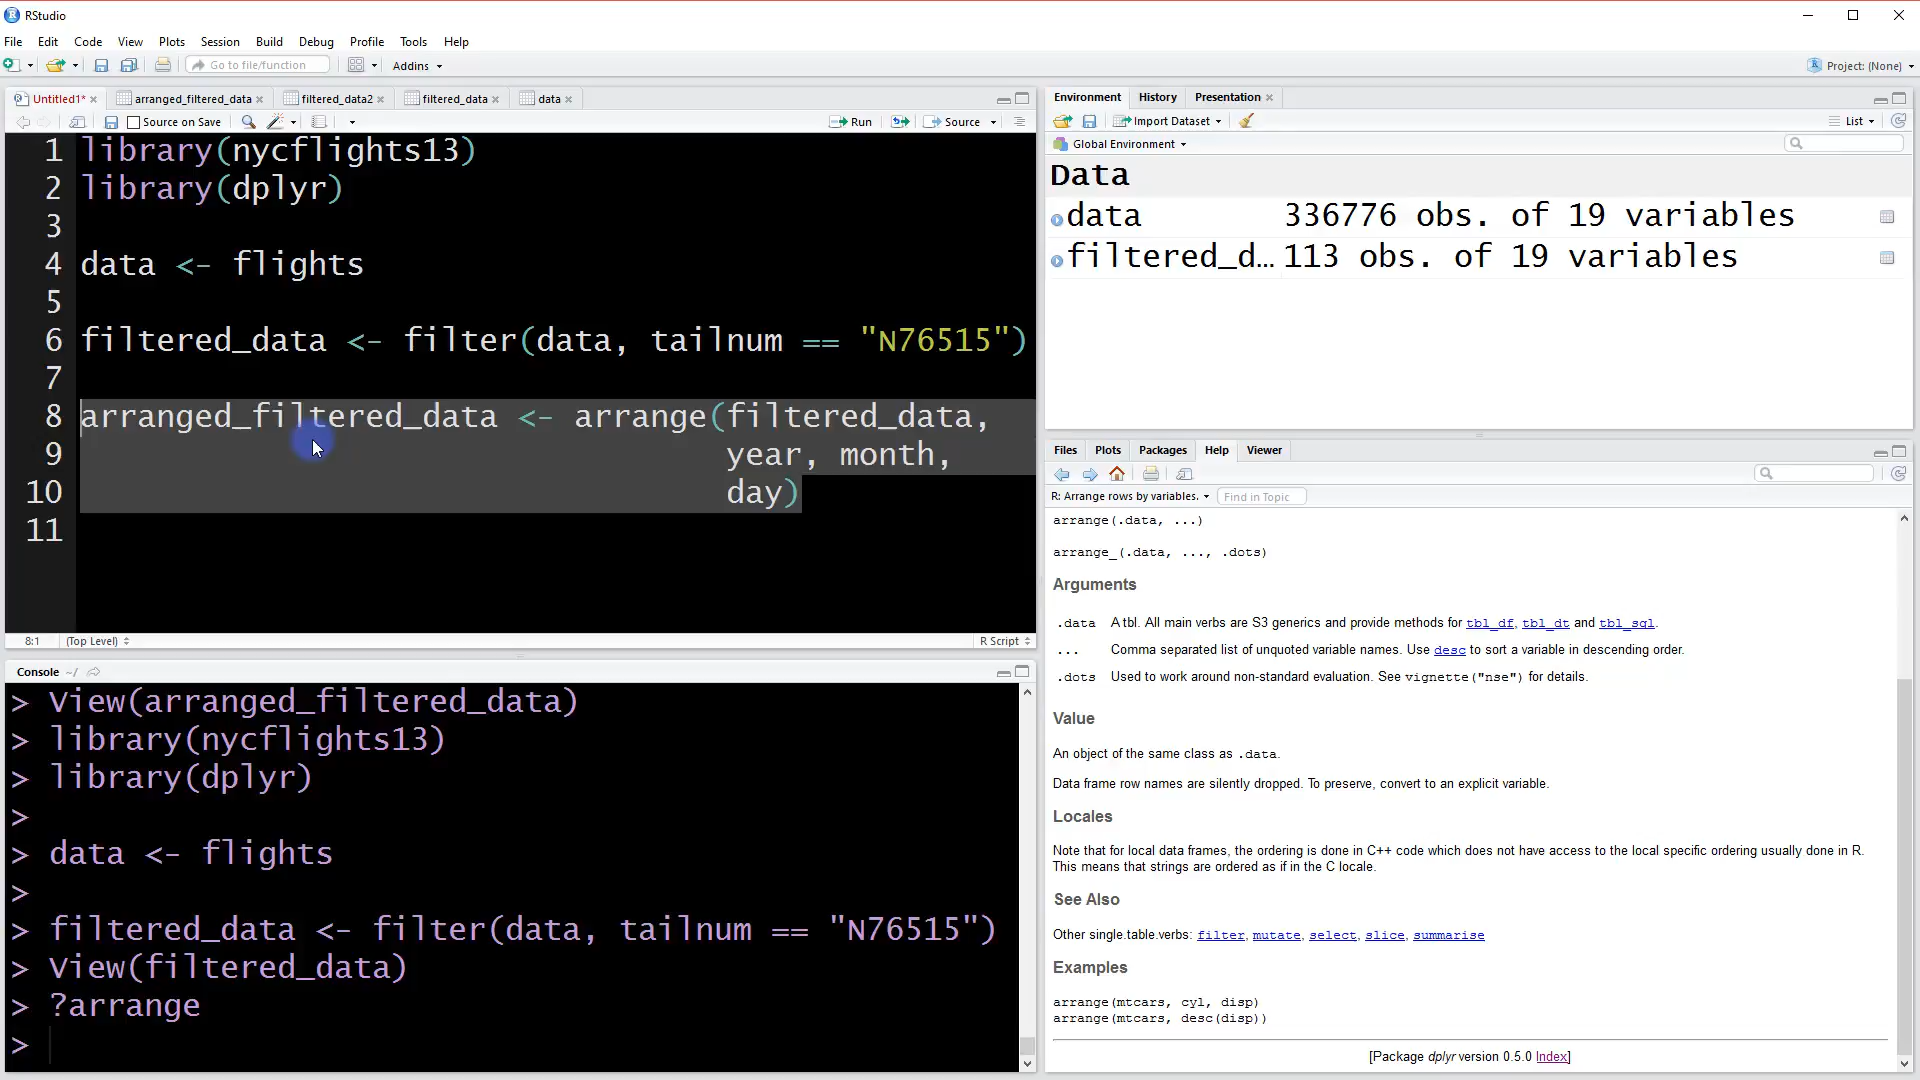 RStudio
File Edit Code View Plots Session Build Debug Profile Tools Help
Go to file/function Addins Project: (None)
Untitled1* arranged_filtered_data filtered_data2 filtered_data data
Source on Save Run Source
1 library(nycflights13)
2 library(dplyr)
3
4 data <- flights
5
6 filtered_data <- filter(data, tailnum == "N76515")
7
8 arranged_filtered_data <- arrange(filtered_data,
9 year, month,
10 day)
11
8:1 (Top Level) R Script
Console ~/
> View(arranged_filtered_data)
> library(nycflights13)
> library(dplyr)
>
> data <- flights
>
> filtered_data <- filter(data, tailnum == "N76515")
> View(filtered_data)
> ?arrange
>
Environment History Presentation
Import Dataset List
Global Environment
Data
data 336776 obs. of 19 variables
filtered_d… 113 obs. of 19 variables
Files Plots Packages Help Viewer
R: Arrange rows by variables. Find in Topic
arrange(.data, ...)
arrange_(.data, ..., .dots)
Arguments
.data A tbl. All main verbs are S3 generics and provide methods for tbl_df, tbl_dt and tbl_sql.
... Comma separated list of unquoted variable names. Use desc to sort a variable in descending order.
.dots Used to work around non-standard evaluation. See vignette("nse") for details.
Value
An object of the same class as .data.
Data frame row names are silently dropped. To preserve, convert to an explicit variable.
Locales
Note that for local data frames, the ordering is done in C++ code which does not have access to the local specific ordering usually done in R.
This means that strings are ordered as if in the C locale.
See Also
Other single.table.verbs: filter, mutate, select, slice, summarise
Examples
arrange(mtcars, cyl, disp)
arrange(mtcars, desc(disp))
[Package dplyr version 0.5.0 Index]